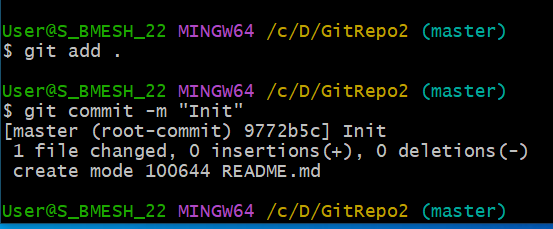 User@S_BMESH_22 MINGW64 /c/D/GitRepo2 (master)
$ git add .
User@S_BMESH_22 MINGW64 /c/D/GitRepo2 (master)
$ git commit -m "Init"
[master (root-commit) 9772b5c] Init
 1 file changed, 0 insertions(+), 0 deletions(-)
 create mode 100644 README.md
User@S_BMESH_22 MINGW64 /c/D/GitRepo2 (master)